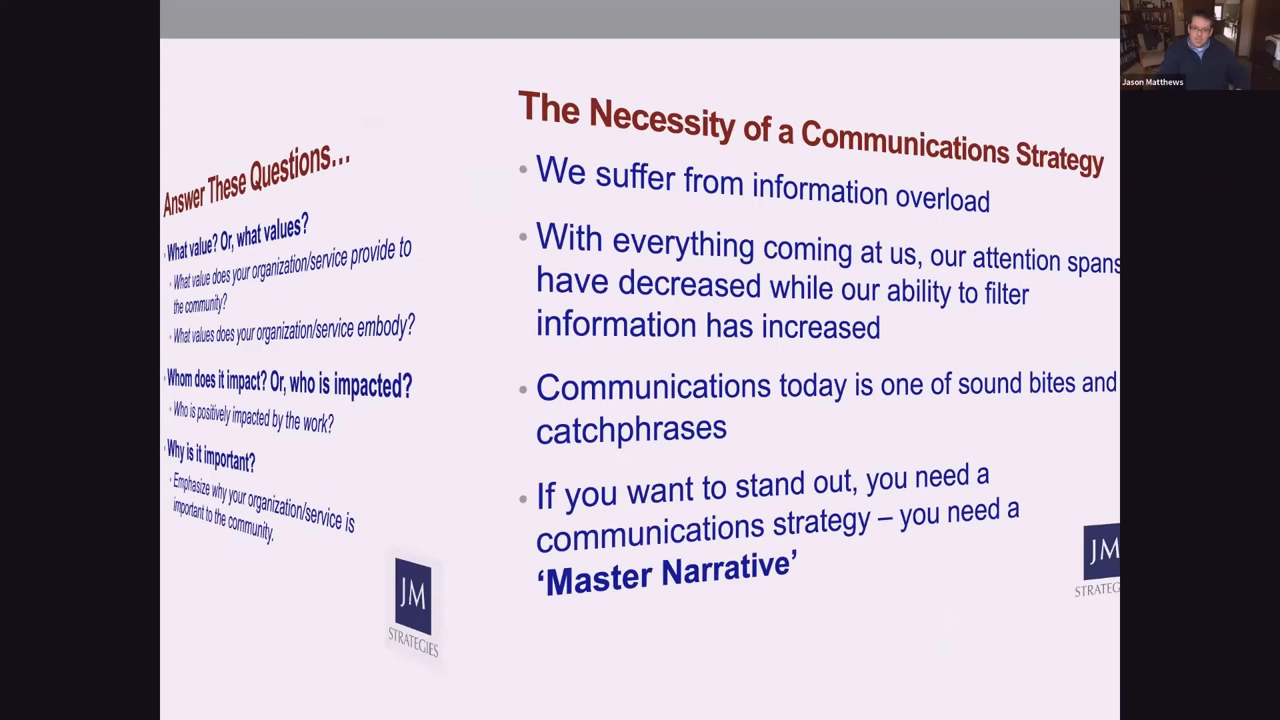 Jason Matthews
Answer These Questions…
What value? Or, what values?
What value does your organization/service provide to
the community?
What values does your organization/service embody?
Whom does it impact? Or, who is impacted?
Who is positively impacted by the work?
Why is it important?
Emphasize why your organization/service is
important to the community.
JM
STRATEGIES
The Necessity of a Communications Strategy
• We suffer from information overload
• With everything coming at us, our attention spans
have decreased while our ability to filter
information has increased
• Communications today is one of sound bites and
catchphrases
• If you want to stand out, you need a
communications strategy – you need a
‘Master Narrative’
JM
STRATEG